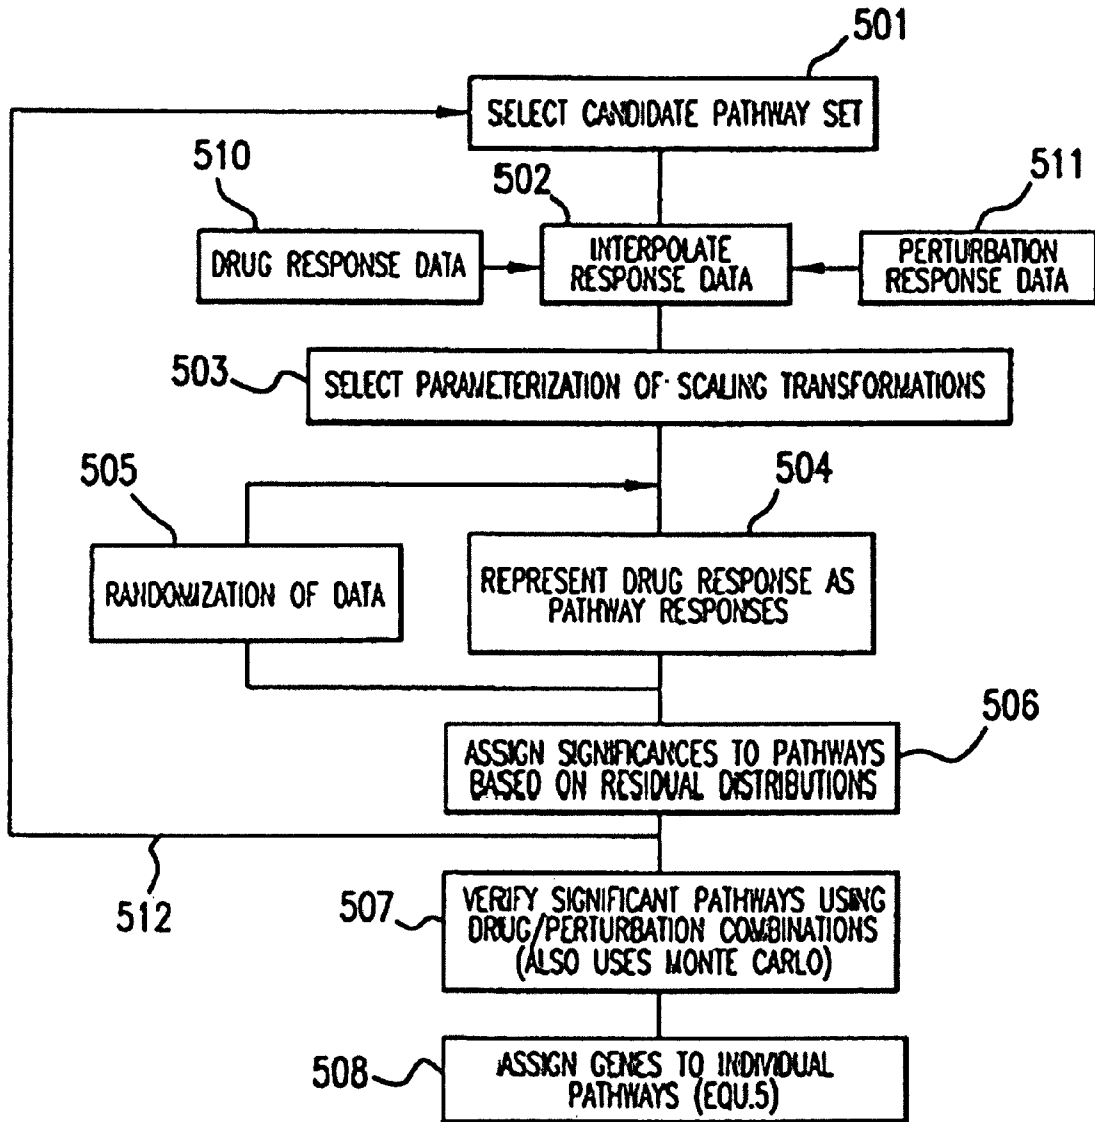 501
SELECT CANDIDATE PATHWAY SET
510
502
511
DRUG RESPONSE DATA
INTERPOLATE
RESPONSE DATA
PERTURBATION
RESPONSE DATA
503
SELECT PARAMETERIZATION OF SCALING TRANSFORMATIONS
505
504
RANDOMIZATION OF DATA
REPRESENT DRUG RESPONSE AS
PATHWAY RESPONSES
506
ASSIGN SIGNIFICANCES TO PATHWAYS
BASED ON RESIDUAL DISTRIBUTIONS
512
507
VERIFY SIGNIFICANT PATHWAYS USING
DRUG/PERTURBATION COMBINATIONS
(ALSO USES MONTE CARLO)
508
ASSIGN GENES TO INDIVIDUAL
PATHWAYS (EQU.5)